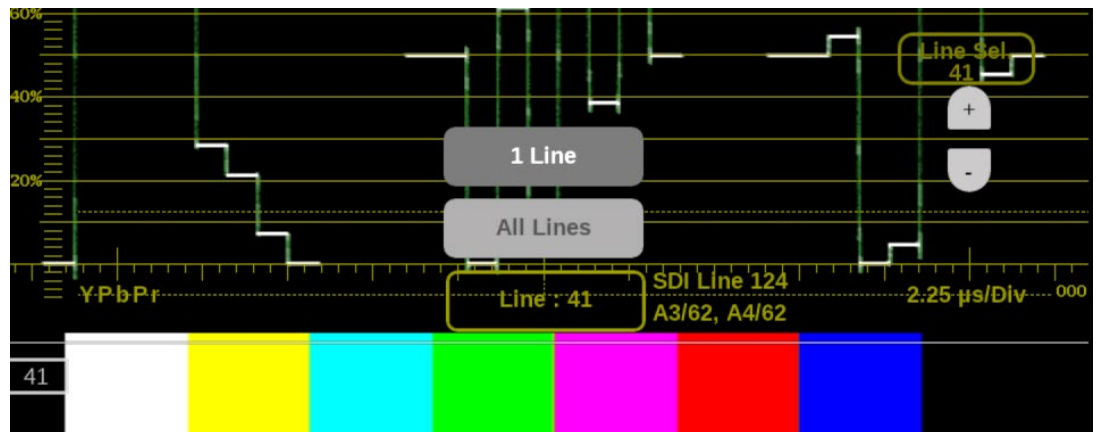 60%
Line Sel
41
40%
+
1 Line
-
20%
All Lines
YPbPr
Line : 41
SDI Line 124
A3/62, A4/62
2.25 µs/Div
000
41